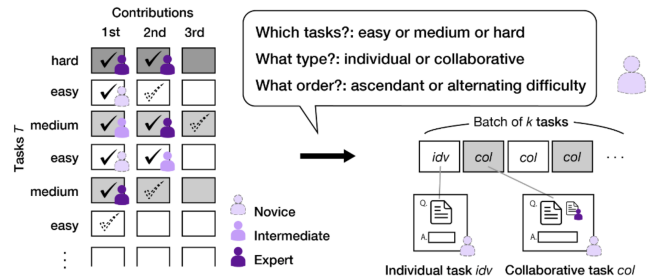 Contributions
1st 2nd 3rd
Tasks T
hard
easy
medium
easy
medium
easy
Novice
Intermediate
Expert
Which tasks?: easy or medium or hard
What type?: individual or collaborative
What order?: ascendant or alternating difficulty
Batch of k tasks
idv col col col ...
Q.
A.
Individual task idv
Q.
A.
Collaborative task col